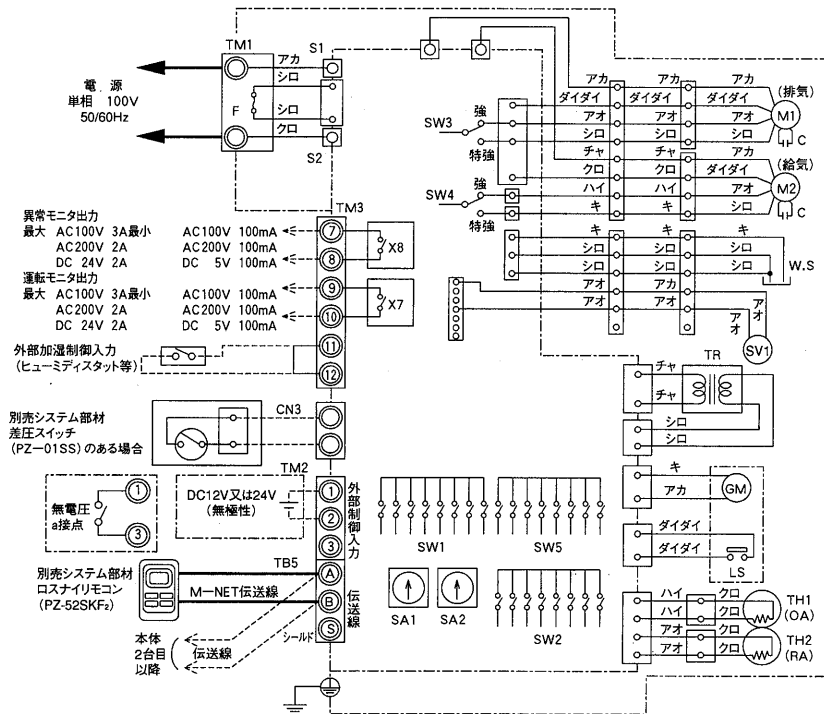 TM1
アカ
シロ
F
シロ
クロ
S1
S2
電 源
単相 100V
50/60Hz
異常モニタ出力
最大 AC100V 3A最小 AC100V 100mA
AC200V 2A AC200V 100mA
DC 24V 2A DC 5V 100mA
運転モニタ出力
最大 AC100V 3A最小 AC100V 100mA
AC200V 2A AC200V 100mA
DC 24V 2A DC 5V 100mA
TM3
⑦
⑧
⑨
⑩
⑪
⑫
X8
X7
外部加湿制御入力
(ヒューミディスタット等)
別売システム部材
差圧スイッチ
(PZ-01SS)のある場合
CN3
無電圧
a接点
①
③
DC12V又は24V
(無極性)
TM2
①
②
③
外部制御入力
別売システム部材
ロスナイリモコン
(PZ-52SKF₂)
M-NET伝送線
TB5
Ⓐ
Ⓑ
Ⓢ
伝送線
シールド
本体
2台目
以降
伝送線
SW3
強
特強
SW4
強
特強
アカ アカ アカ
ダイダイ ダイダイ ダイダイ
アオ アオ アオ
シロ シロ シロ
チャ チャ アカ
クロ クロ ダイダイ
ハイ ハイ アオ
キ キ シロ
(排気)
M1
C
(給気)
M2
C
キ キ キ
シロ シロ シロ
シロ シロ シロ
アオ アカ アオ
アオ アオ アオ
W.S
SV1
TR
チャ
チャ
シロ
シロ
キ
アカ
GM
ダイダイ
ダイダイ
LS
SW1
SW5
SA1
SA2
SW2
ハイ クロ
ハイ クロ
アオ クロ
アオ クロ
TH1
(OA)
TH2
(RA)